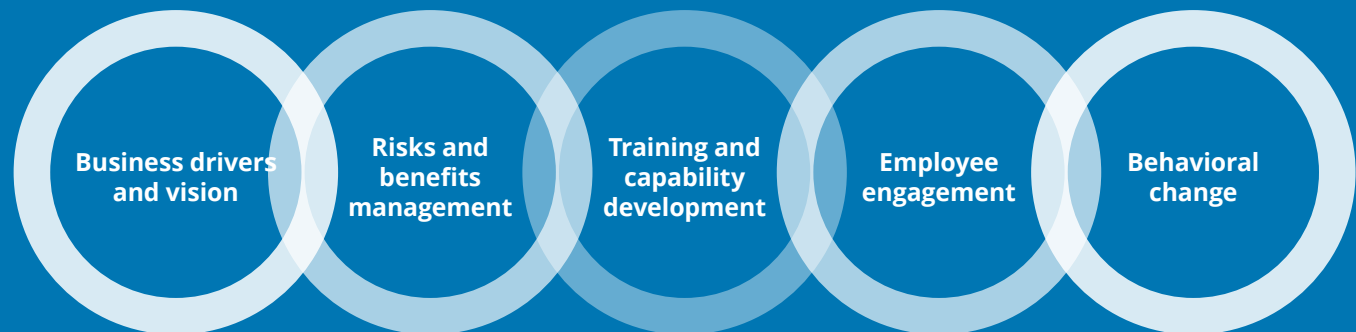 Business drivers
and vision
Risks and
benefits
management
Training and
capability
development
Employee
engagement
Behavioral
change